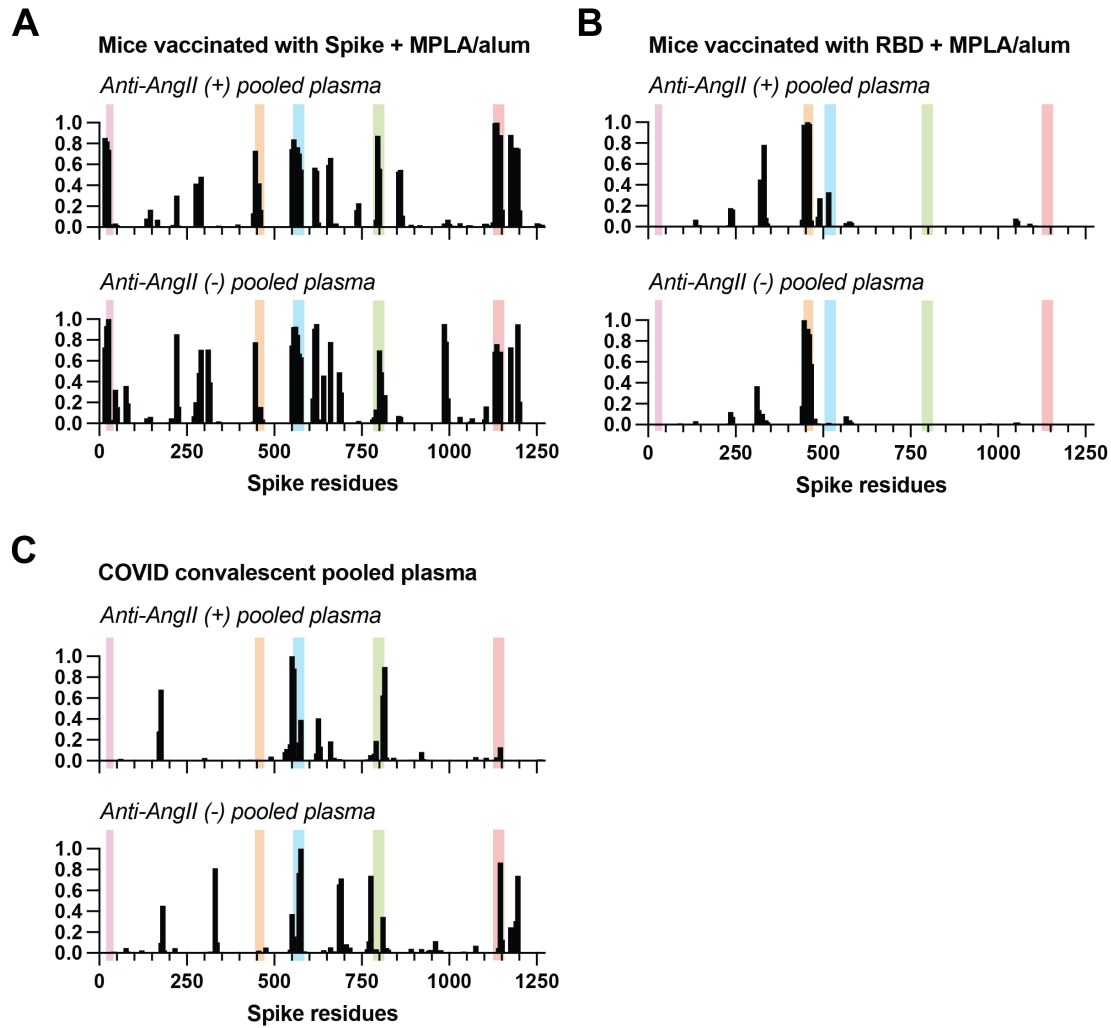 A
Mice vaccinated with Spike + MPLA/alum
Anti-AngII (+) pooled plasma
1.0
0.8
0.6
0.4
0.2
0.0
Anti-AngII (-) pooled plasma
1.0
0.8
0.6
0.4
0.2
0.0
0 250 500 750 1000 1250
Spike residues
B
Mice vaccinated with RBD + MPLA/alum
Anti-AngII (+) pooled plasma
1.0
0.8
0.6
0.4
0.2
0.0
Anti-AngII (-) pooled plasma
1.0
0.8
0.6
0.4
0.2
0.0
0 250 500 750 1000 1250
Spike residues
C
COVID convalescent pooled plasma
Anti-AngII (+) pooled plasma
1.0
0.8
0.6
0.4
0.2
0.0
Anti-AngII (-) pooled plasma
1.0
0.8
0.6
0.4
0.2
0.0
0 250 500 750 1000 1250
Spike residues